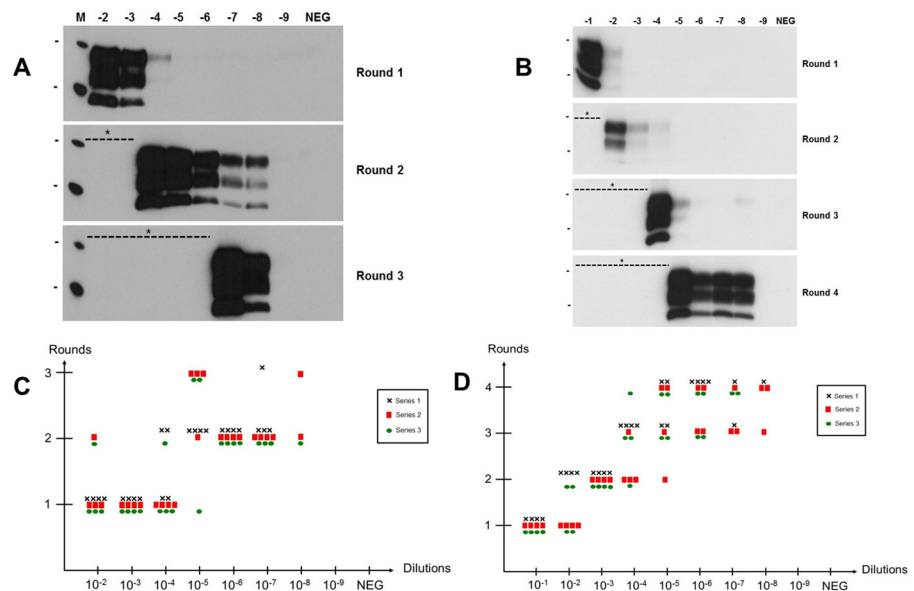 A
M -2 -3 -4 -5 -6 -7 -8 -9 NEG
Round 1
*
Round 2
*
Round 3
B
-1 -2 -3 -4 -5 -6 -7 -8 -9 NEG
Round 1
*
Round 2
*
Round 3
*
Round 4
C
Rounds
3
2
1
× Series 1
Series 2
Series 3
10-2 10-3 10-4 10-5 10-6 10-7 10-8 10-9 NEG
Dilutions
D
Rounds
4
3
2
1
× Series 1
Series 2
Series 3
10-1 10-2 10-3 10-4 10-5 10-6 10-7 10-8 10-9 NEG
Dilutions